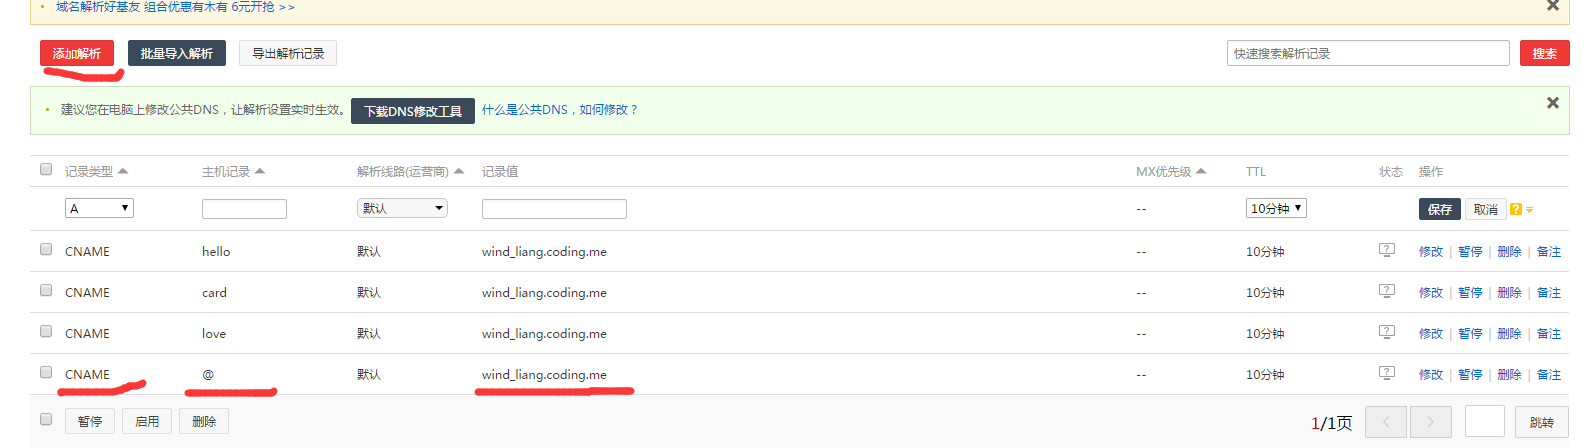 • 域名解析好基友 组合优惠有木有 6元开抢 >>
添加解析 批量导入解析 导出解析记录 快速搜索解析记录 搜索
• 建议您在电脑上修改公共DNS，让解析设置实时生效。 下载DNS修改工具 什么是公共DNS，如何修改？
记录类型 主机记录 解析线路(运营商) 记录值 MX优先级 TTL 状态 操作
A 默认 -- 10分钟 保存 取消 ?
CNAME hello 默认 wind_liang.coding.me -- 10分钟 ? 修改 | 暂停 | 删除 | 备注
CNAME card 默认 wind_liang.coding.me -- 10分钟 ? 修改 | 暂停 | 删除 | 备注
CNAME love 默认 wind_liang.coding.me -- 10分钟 ? 修改 | 暂停 | 删除 | 备注
CNAME @ 默认 wind_liang.coding.me -- 10分钟 ? 修改 | 暂停 | 删除 | 备注
暂停 启用 删除 1/1页 < > 跳转